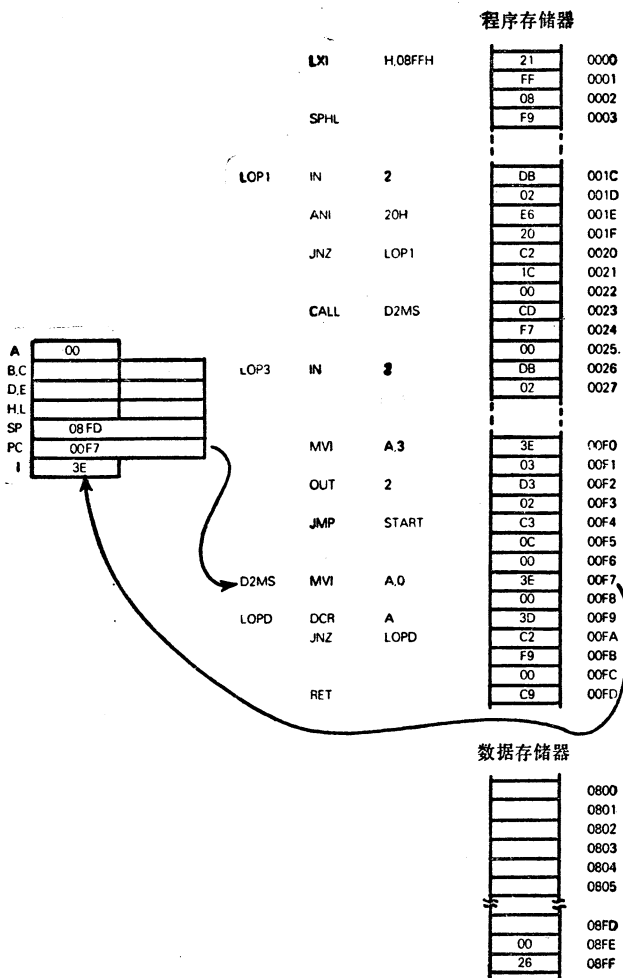 程序存储器
LXI H,08FFH 21 0000
FF 0001
08 0002
SPHL F9 0003
LOP1 IN 2 DB 001C
02 001D
ANI 20H E6 001E
20 001F
JNZ LOP1 C2 0020
1C 0021
00 0022
CALL D2MS CD 0023
F7 0024
00 0025.
LOP3 IN 2 DB 0026
02 0027
A 00
B,C
D,E
H,L
SP 08FD
PC 00F7
I 3E
MVI A,3 3E 00F0
03 00F1
OUT 2 D3 00F2
02 00F3
JMP START C3 00F4
0C 00F5
00 00F6
D2MS MVI A,0 3E 00F7
00 00F8
LOPD DCR A 3D 00F9
JNZ LOPD C2 00FA
F9 00FB
00 00FC
RET C9 00FD
数据存储器
0800
0801
0802
0803
0804
0805
08FD
00 08FE
26 08FF